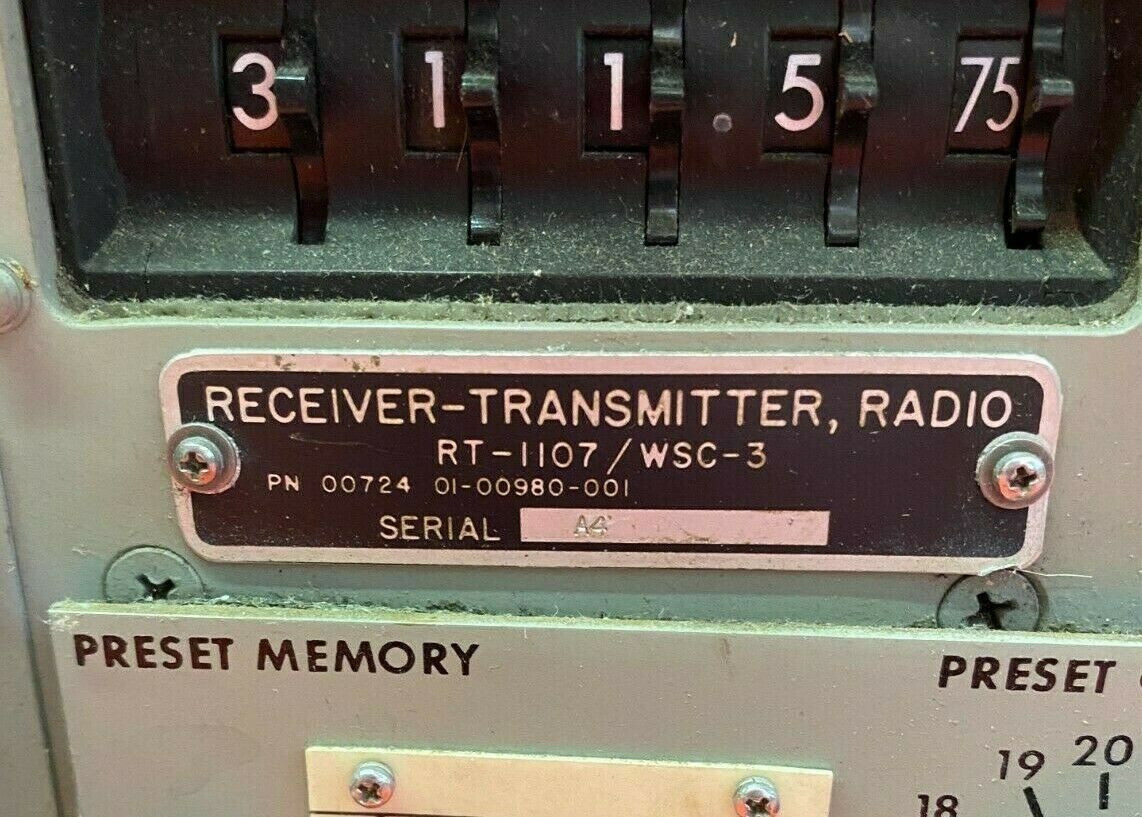 3 1 1 . 5 75
RECEIVER-TRANSMITTER, RADIO
RT-1107/WSC-3
PN 00724 01-00980-001
SERIAL A4
PRESET MEMORY
PRESET
19 20
18